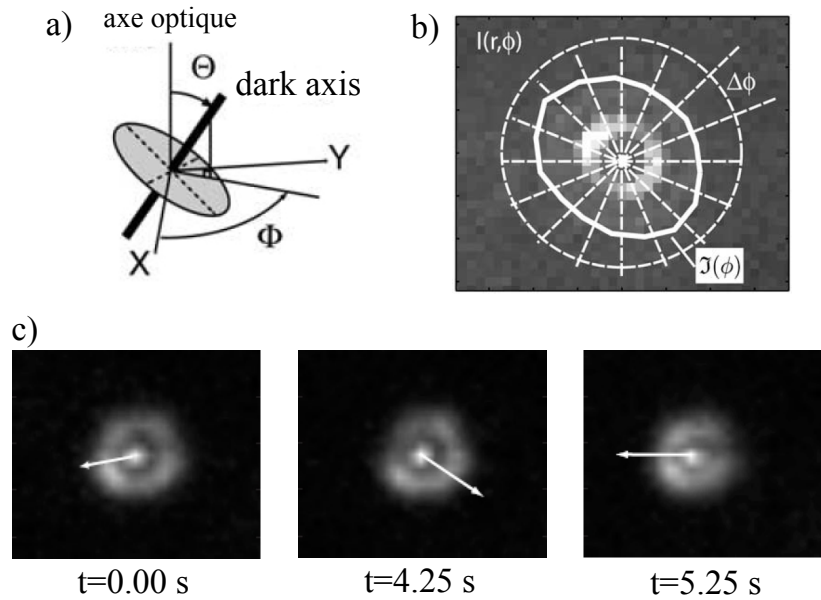 a)
axe optique
Θ
dark axis
Y
X
Φ
b)
I(r,ϕ)
Δϕ
ℑ(ϕ)
c)
t=0.00 s
t=4.25 s
t=5.25 s